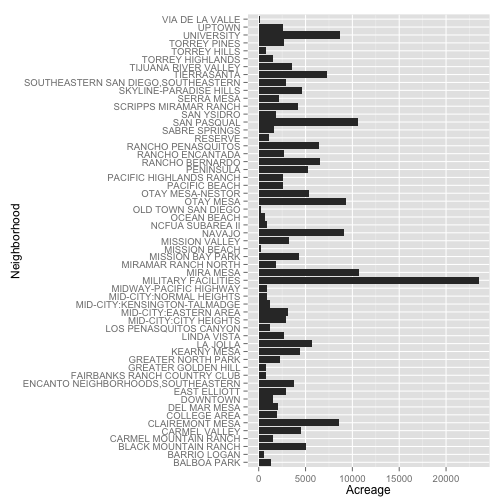 VIA DE LA VALLE
UPTOWN
UNIVERSITY
TORREY PINES
TORREY HILLS
TORREY HIGHLANDS
TIJUANA RIVER VALLEY
TIERRASANTA
SOUTHEASTERN SAN DIEGO,SOUTHEASTERN
SKYLINE-PARADISE HILLS
SERRA MESA
SCRIPPS MIRAMAR RANCH
SAN YSIDRO
SAN PASQUAL
SABRE SPRINGS
RESERVE
RANCHO PENASQUITOS
RANCHO ENCANTADA
RANCHO BERNARDO
PENINSULA
PACIFIC HIGHLANDS RANCH
PACIFIC BEACH
OTAY MESA-NESTOR
OTAY MESA
OLD TOWN SAN DIEGO
OCEAN BEACH
NCFUA SUBAREA II
NAVAJO
MISSION VALLEY
MISSION BEACH
MISSION BAY PARK
MIRAMAR RANCH NORTH
MIRA MESA
MILITARY FACILITIES
MIDWAY-PACIFIC HIGHWAY
MID-CITY:NORMAL HEIGHTS
MID-CITY:KENSINGTON-TALMADGE
MID-CITY:EASTERN AREA
MID-CITY:CITY HEIGHTS
LOS PENASQUITOS CANYON
LINDA VISTA
LA JOLLA
KEARNY MESA
GREATER NORTH PARK
GREATER GOLDEN HILL
FAIRBANKS RANCH COUNTRY CLUB
ENCANTO NEIGHBORHOODS,SOUTHEASTERN
EAST ELLIOTT
DOWNTOWN
DEL MAR MESA
COLLEGE AREA
CLAIREMONT MESA
CARMEL VALLEY
CARMEL MOUNTAIN RANCH
BLACK MOUNTAIN RANCH
BARRIO LOGAN
BALBOA PARK
Neighborhood
0 5000 10000 15000 20000
Acreage